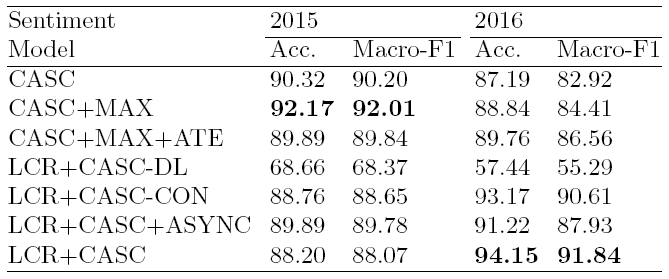 Sentiment 2015 2016
Model Acc. Macro-F1 Acc. Macro-F1
CASC 90.32 90.20 87.19 82.92
CASC+MAX 92.17 92.01 88.84 84.41
CASC+MAX+ATE 89.89 89.84 89.76 86.56
LCR+CASC-DL 68.66 68.37 57.44 55.29
LCR+CASC-CON 88.76 88.65 93.17 90.61
LCR+CASC+ASYNC 89.89 89.78 91.22 87.93
LCR+CASC 88.20 88.07 94.15 91.84